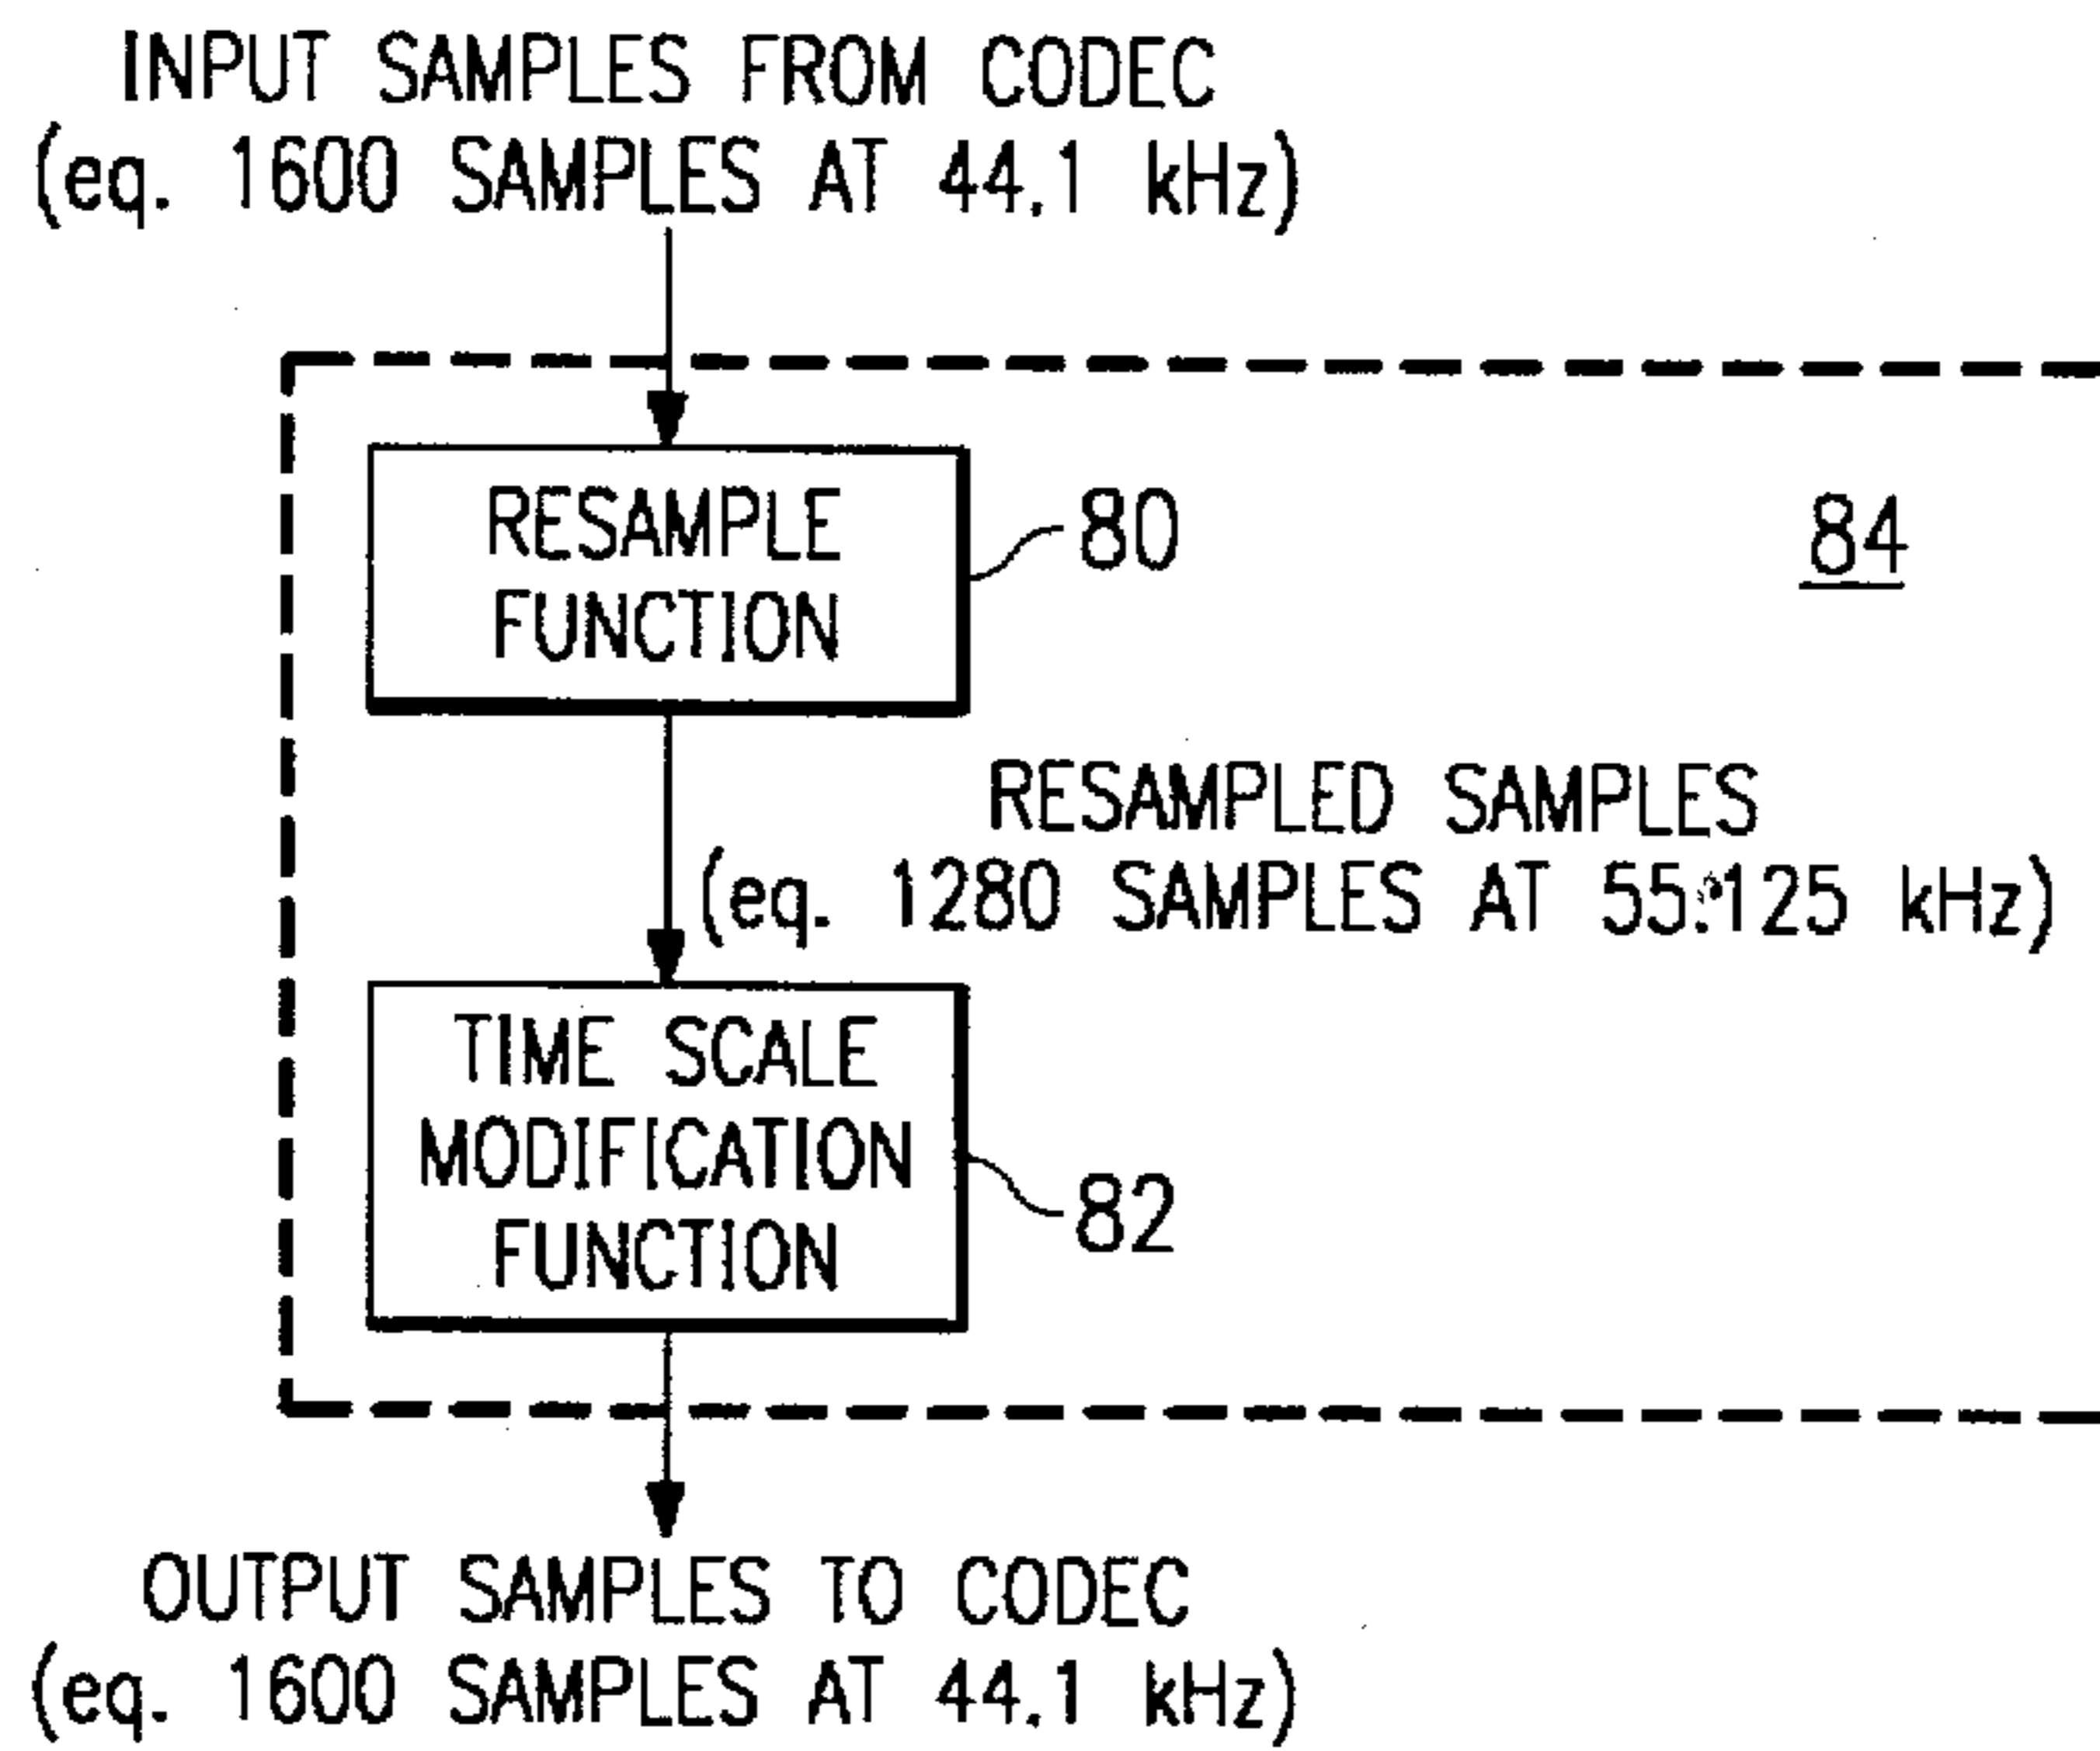 INPUT SAMPLES FROM CODEC
(eq. 1600 SAMPLES AT 44.1 kHz)
RESAMPLE
FUNCTION
80
84
RESAMPLED SAMPLES
(eq. 1280 SAMPLES AT 55.125 kHz)
TIME SCALE
MODIFICATION
FUNCTION
82
OUTPUT SAMPLES TO CODEC
(eq. 1600 SAMPLES AT 44.1 kHz)